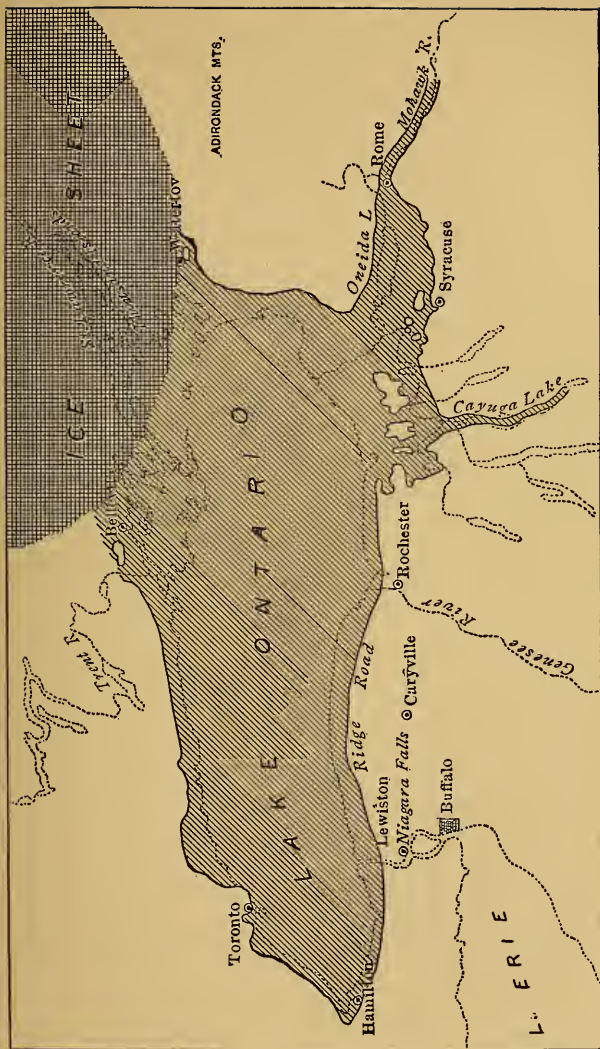 ICE SHEET
ADIRONDACK MTS.
Mohawk R.
Rome
Oneida L
Syracuse
Cayuga Lake
LAKE ONTARIO
Trent R
Rochester
Genesee River
Ridge Road
Caryville
Lewiston
Niagara Falls
Buffalo
Toronto
Hamilton
L. ERIE